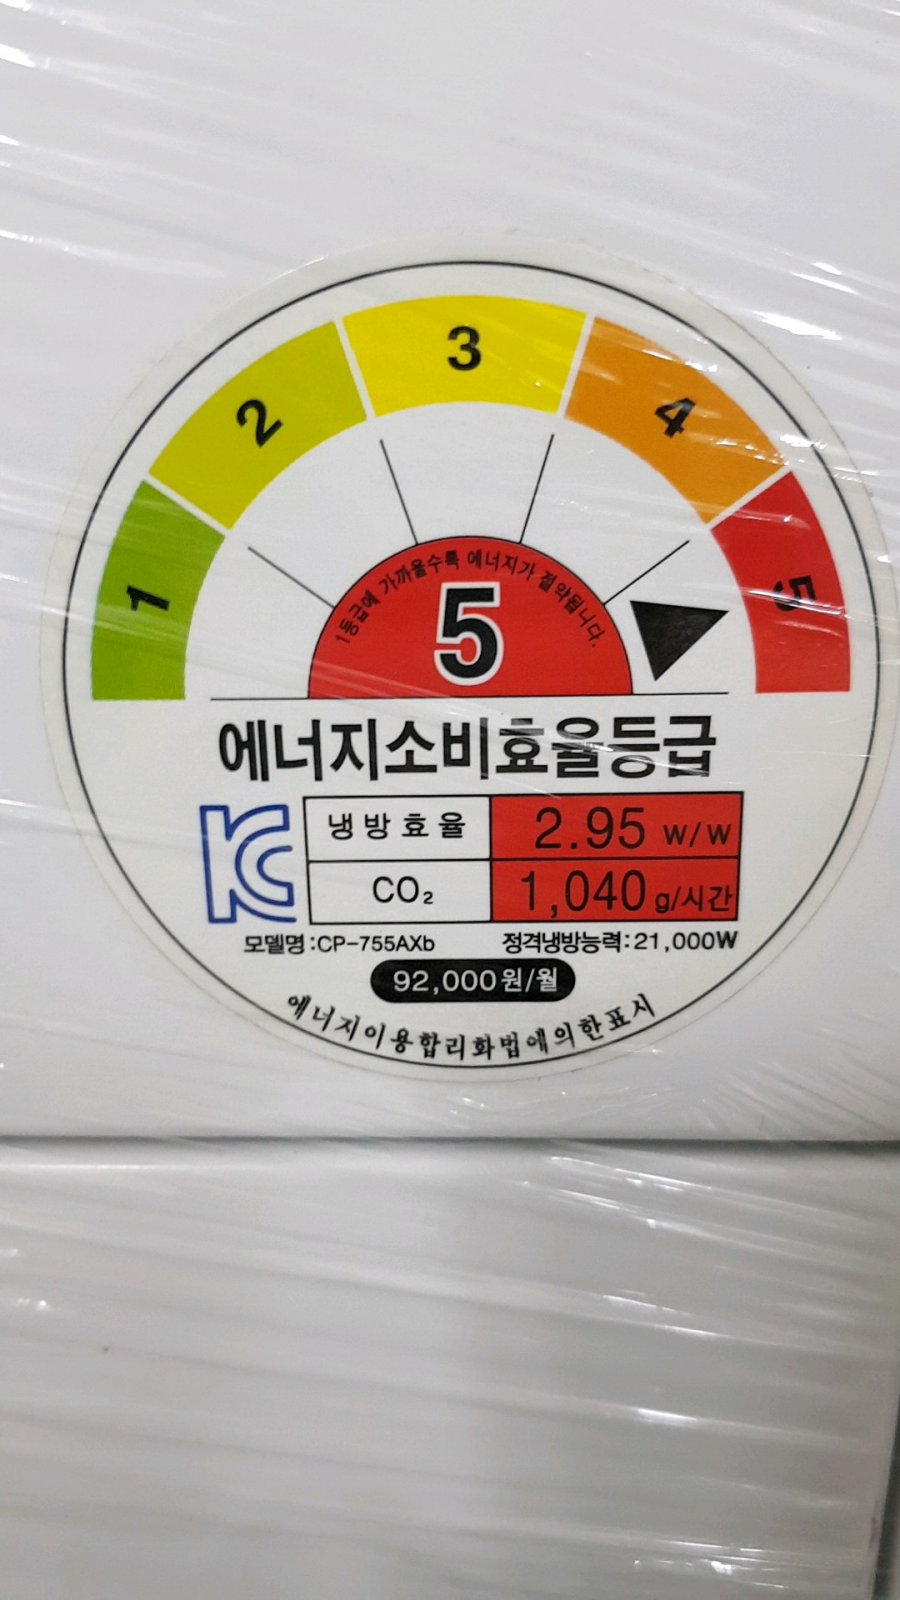 1
2
3
4
5
1등급에 가까울수록 에너지가 절약됩니다.
5
에너지소비효율등급
냉방효율 2.95 W/W
CO₂ 1,040 g/시간
모델명:CP-755AXb 정격냉방능력:21,000W
92,000원/월
에너지이용합리화법에의한표시